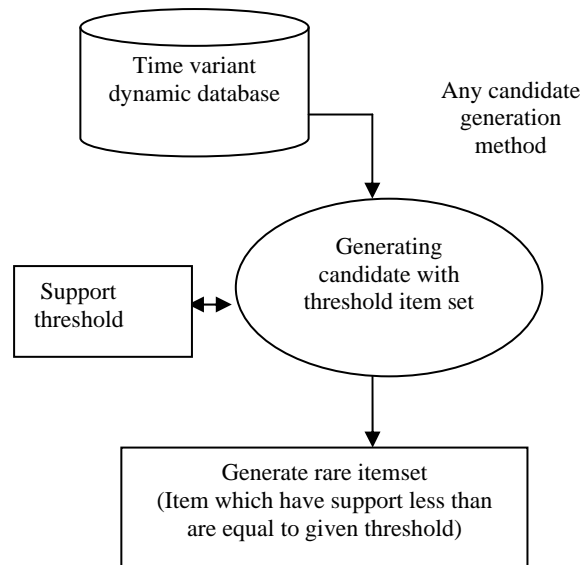 Time variant
dynamic database
Any candidate
generation
method
Generating
candidate with
threshold item set
Support
threshold
Generate rare itemset
(Item which have support less than
are equal to given threshold)